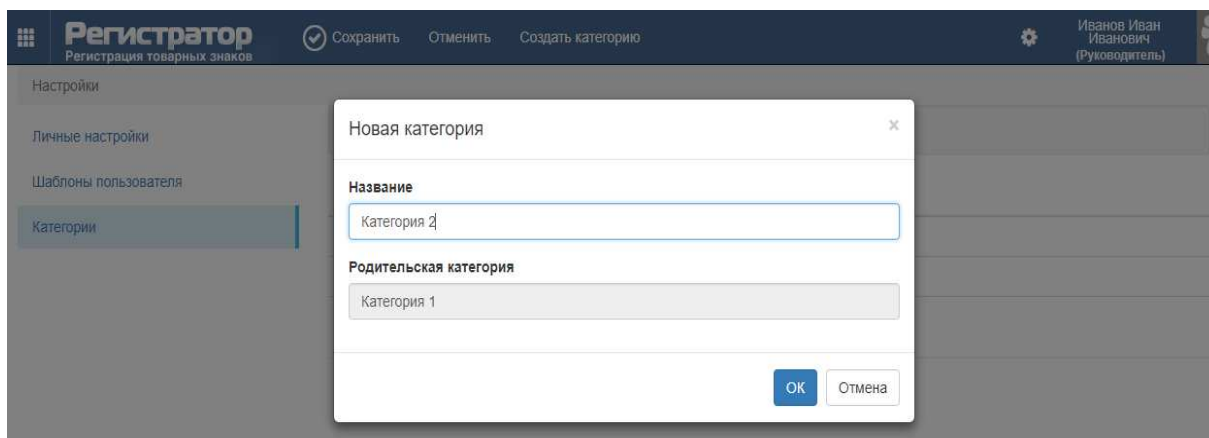 Регистратор
Регистрация товарных знаков
Сохранить Отменить Создать категорию
Иванов Иван
Иванович
(Руководитель)
Настройки
Личные настройки
Шаблоны пользователя
Категории
Новая категория ×
Название
Категория 2
Родительская категория
Категория 1
ОК Отмена